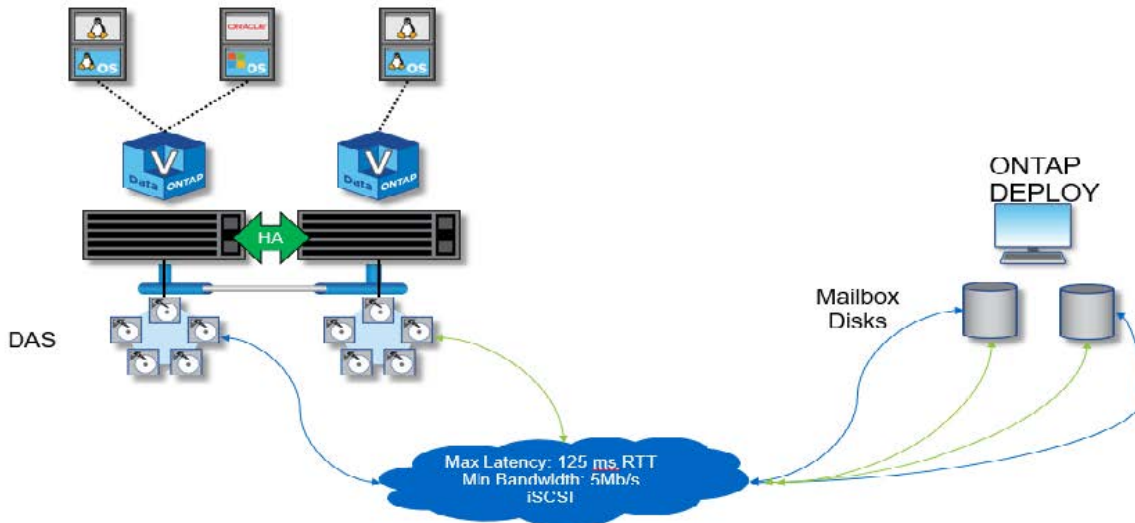 ORACLE
OS
OS
OS
V
Data ONTAP
V
Data ONTAP
HA
DAS
ONTAP
DEPLOY
Mailbox
Disks
Max Latency: 125 ms RTT
Min Bandwidth: 5Mb/s
iSCSI